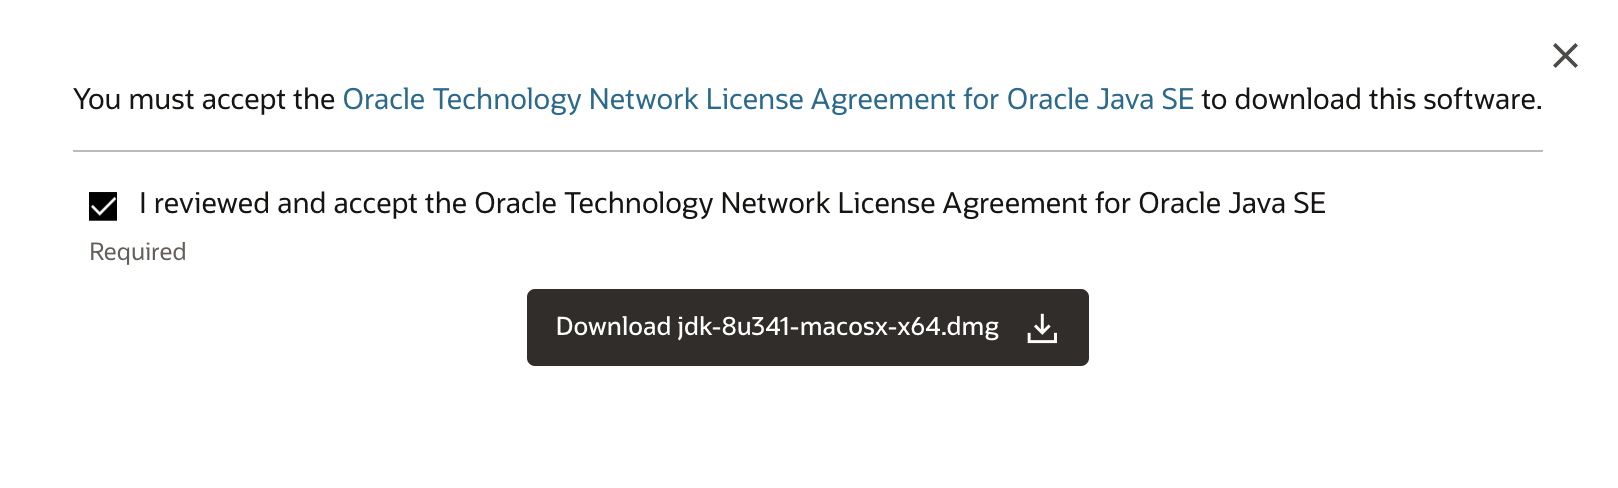 You must accept the Oracle Technology Network License Agreement for Oracle Java SE to download this software.
I reviewed and accept the Oracle Technology Network License Agreement for Oracle Java SE
Required
Download jdk-8u341-macosx-x64.dmg